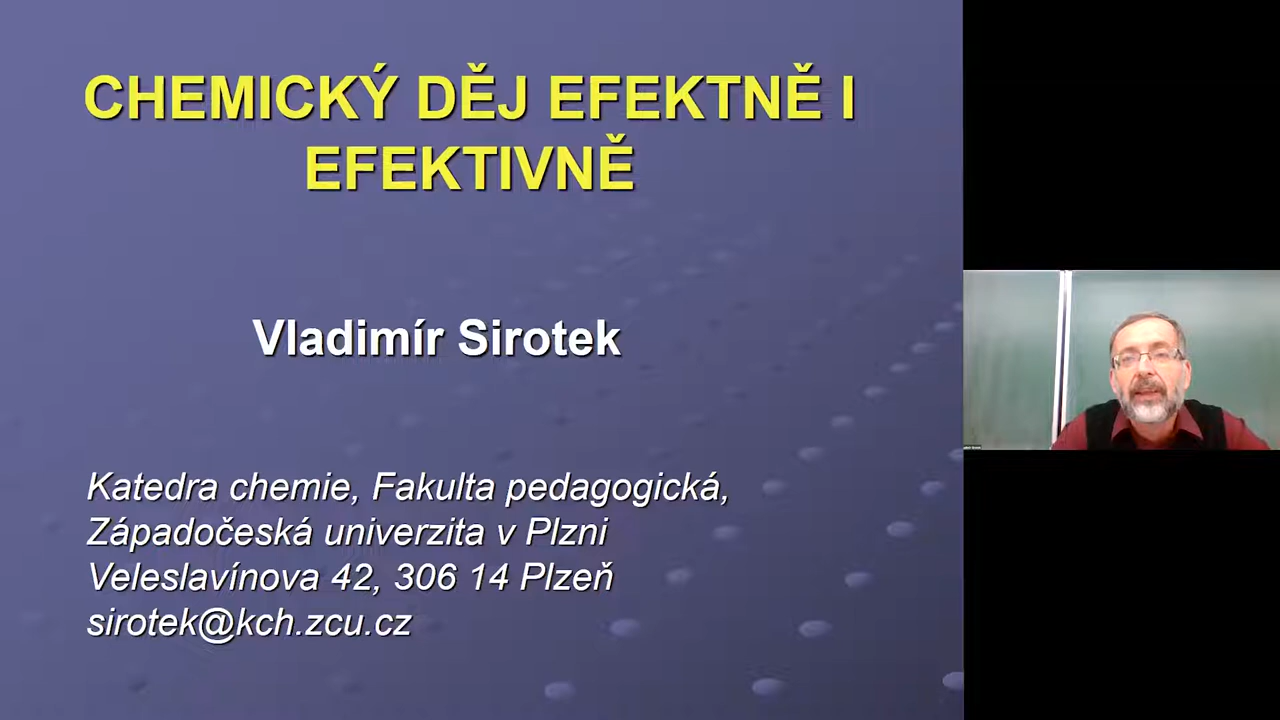 CHEMICKÝ DĚJ EFEKTNĚ I
EFEKTIVNĚ
Vladimír Sirotek
Katedra chemie, Fakulta pedagogická,
Západočeská univerzita v Plzni
Veleslavínova 42, 306 14 Plzeň
sirotek@kch.zcu.cz